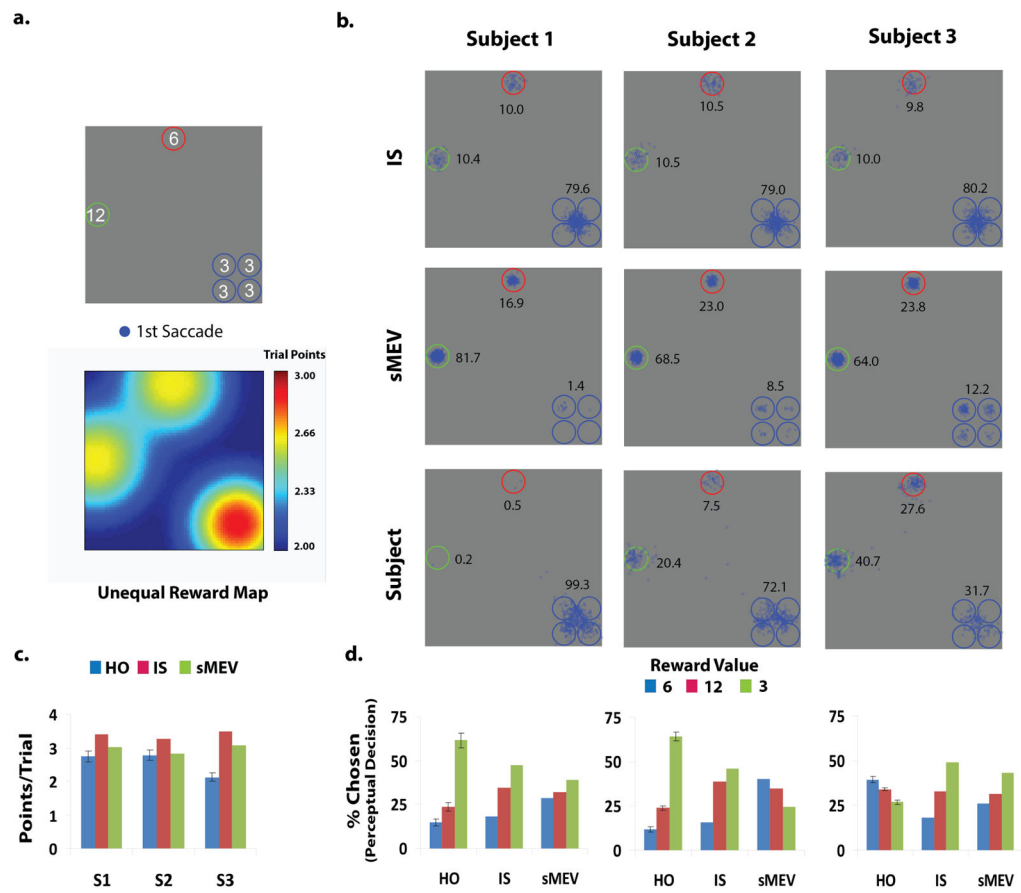 a.
6
12
3 3
3 3
1st Saccade
Trial Points
3.00
2.66
2.33
2.00
Unequal Reward Map
b.
Subject 1 Subject 2 Subject 3
IS
10.0
10.4
79.6
10.5
10.5
79.0
9.8
10.0
80.2
sMEV
16.9
81.7
1.4
23.0
68.5
8.5
23.8
64.0
12.2
Subject
0.5
0.2
99.3
7.5
20.4
72.1
27.6
40.7
31.7
c.
HO IS sMEV
Points/Trial
4
3
2
1
0
S1 S2 S3
d.
Reward Value
6 12 3
% Chosen
(Perceptual Decision)
75
50
25
0
HO IS sMEV
75
50
25
0
HO IS sMEV
75
50
25
0
HO IS sMEV